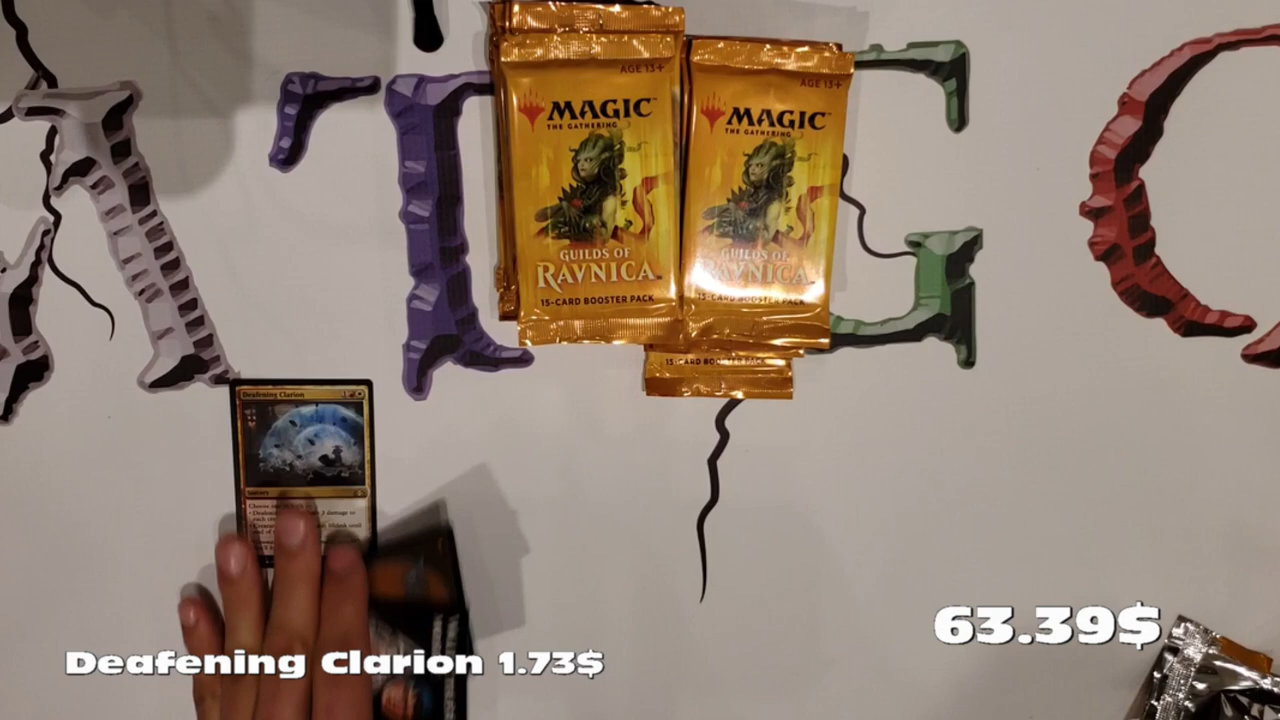 AGE 13+
MAGIC
THE GATHERING
GUILDS OF
RAVNICA
15-CARD BOOSTER PACK
AGE 13+
MAGIC
THE GATHERING
GUILDS OF
RAVNICA
15-CARD BOOSTER PACK
15-CARD BOOSTER PACK
Deafening Clarion
Sorcery
63.39$
Deafening Clarion 1.73$